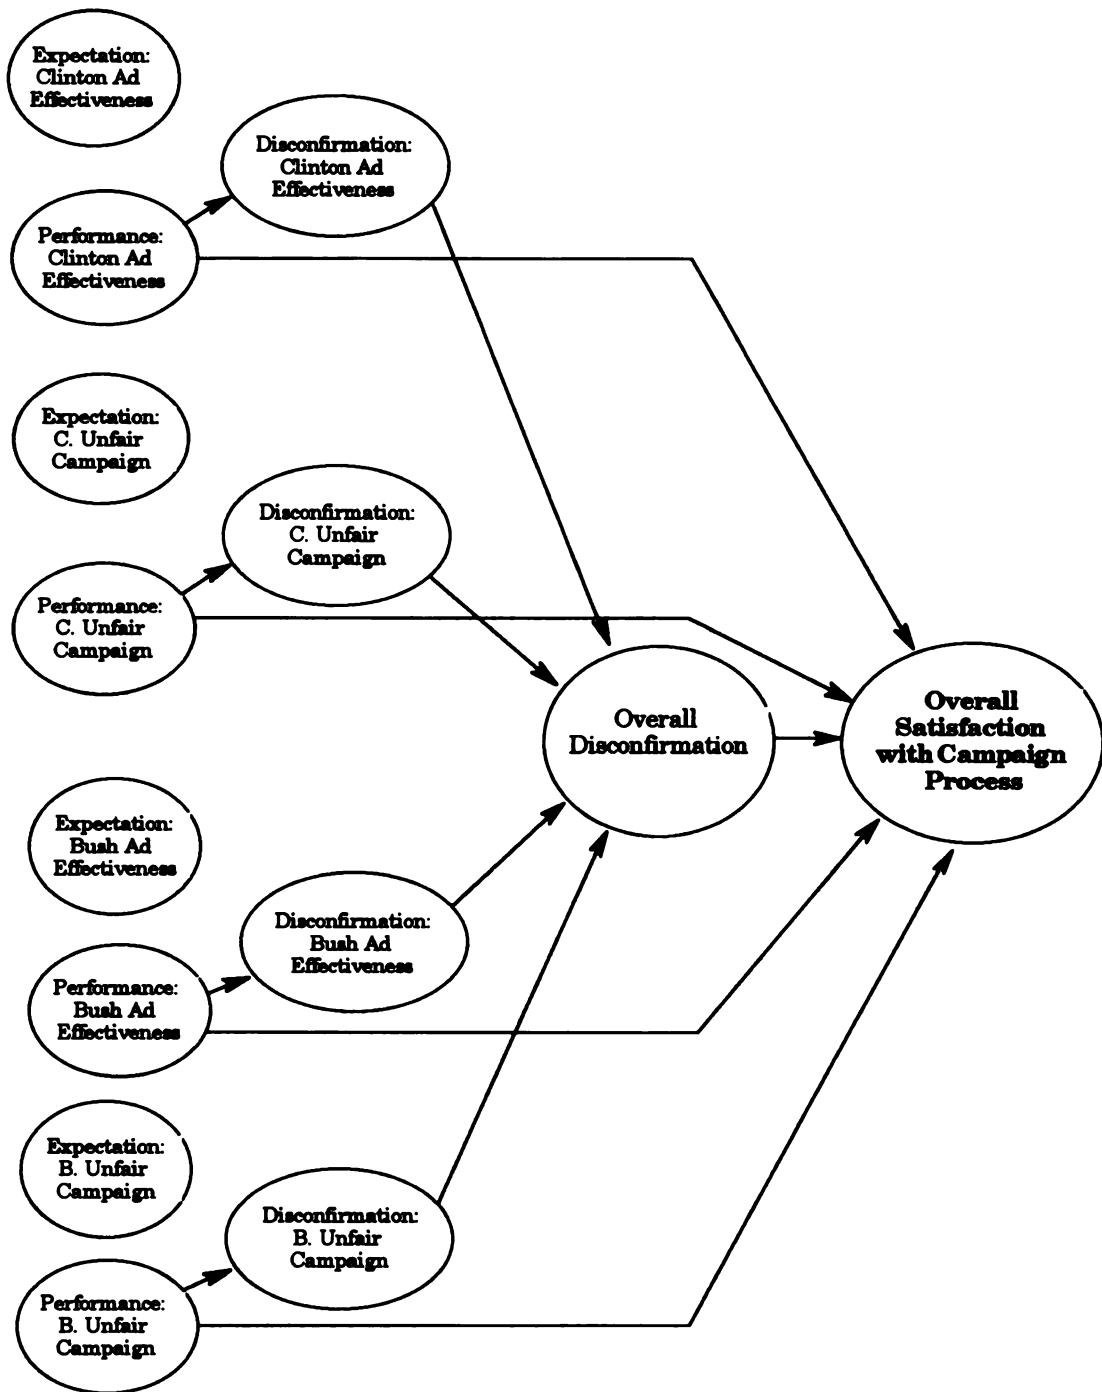 Expectation:
Clinton Ad
Effectiveness
Disconfirmation:
Clinton Ad
Effectiveness
Performance:
Clinton Ad
Effectiveness
Expectation:
C. Unfair
Campaign
Disconfirmation:
C. Unfair
Campaign
Performance:
C. Unfair
Campaign
Overall
Disconfirmation
Overall
Satisfaction
with Campaign
Process
Expectation:
Bush Ad
Effectiveness
Disconfirmation:
Bush Ad
Effectiveness
Performance:
Bush Ad
Effectiveness
Expectation:
B. Unfair
Campaign
Disconfirmation:
B. Unfair
Campaign
Performance:
B. Unfair
Campaign